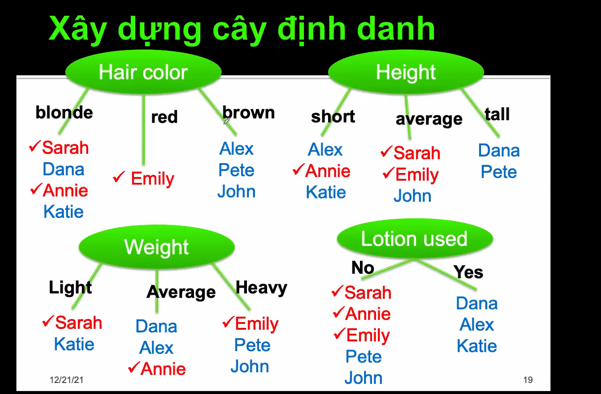 Xây dựng cây định danh
Hair color
blonde
red
brown
✓Sarah
Dana
✓Annie
Katie
✓ Emily
Alex
Pete
John
Height
short
average
tall
Alex
✓Annie
Katie
✓Sarah
✓Emily
John
Dana
Pete
Weight
Light
Average
Heavy
✓Sarah
Katie
Dana
Alex
✓Annie
✓Emily
Pete
John
Lotion used
No
Yes
✓Sarah
✓Annie
✓Emily
Pete
John
Dana
Alex
Katie
12/21/21
19